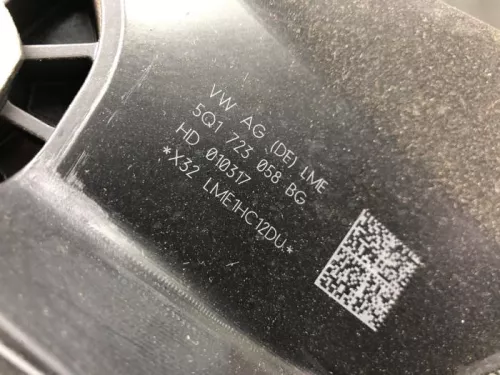 VW AG (DE) LME
5Q1 723 058 BG
HD 010317
*X32 LME1HC12DU*